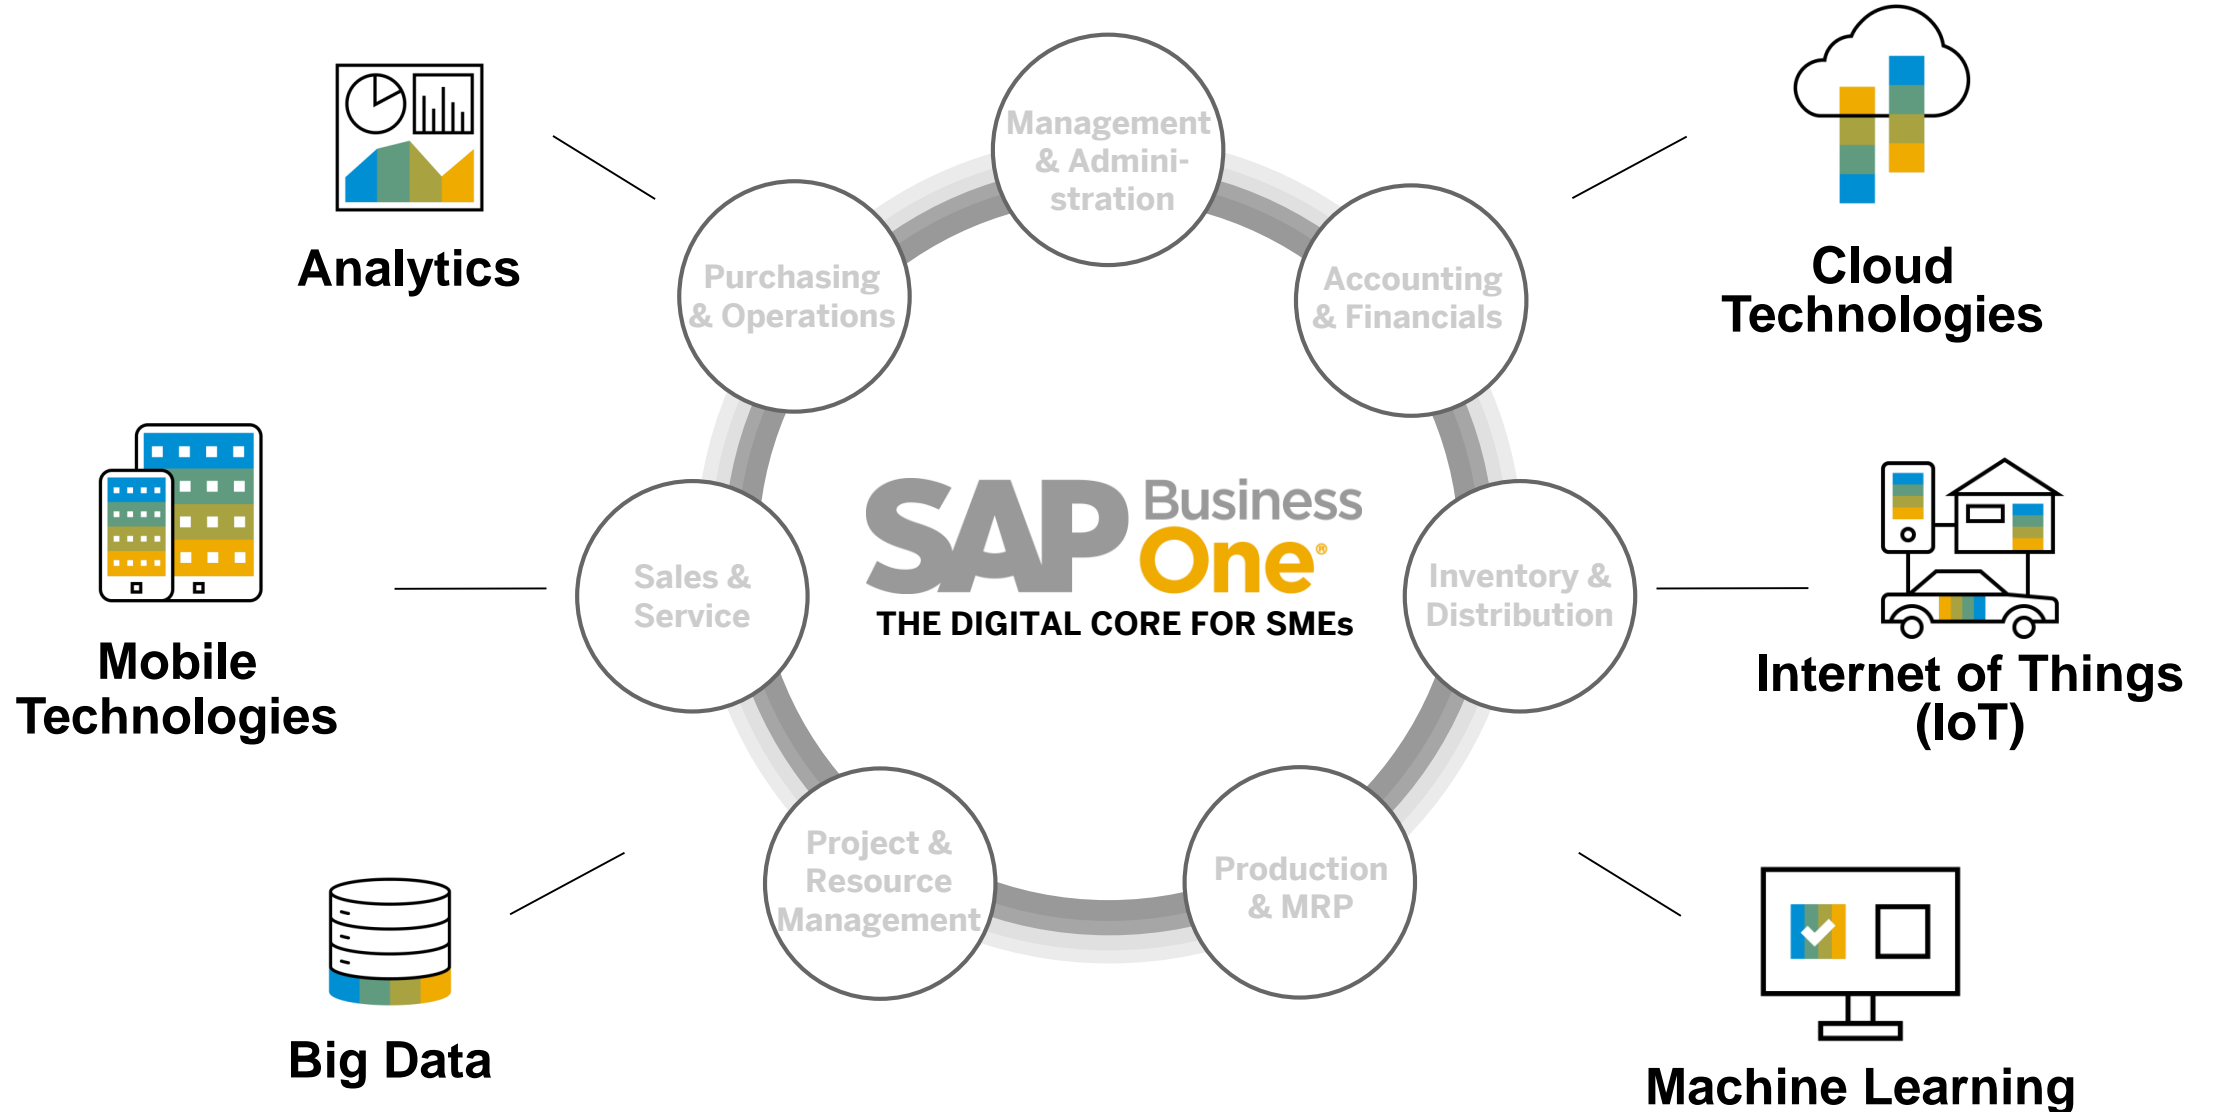 Analytics
Mobile
Technologies
Big Data
Management
& Admini-
stration
Purchasing
& Operations
Accounting
& Financials
Sales &
Service
SAP Business
One®
THE DIGITAL CORE FOR SMEs
Inventory &
Distribution
Project &
Resource
Management
Production
& MRP
Cloud
Technologies
Internet of Things
(IoT)
Machine Learning